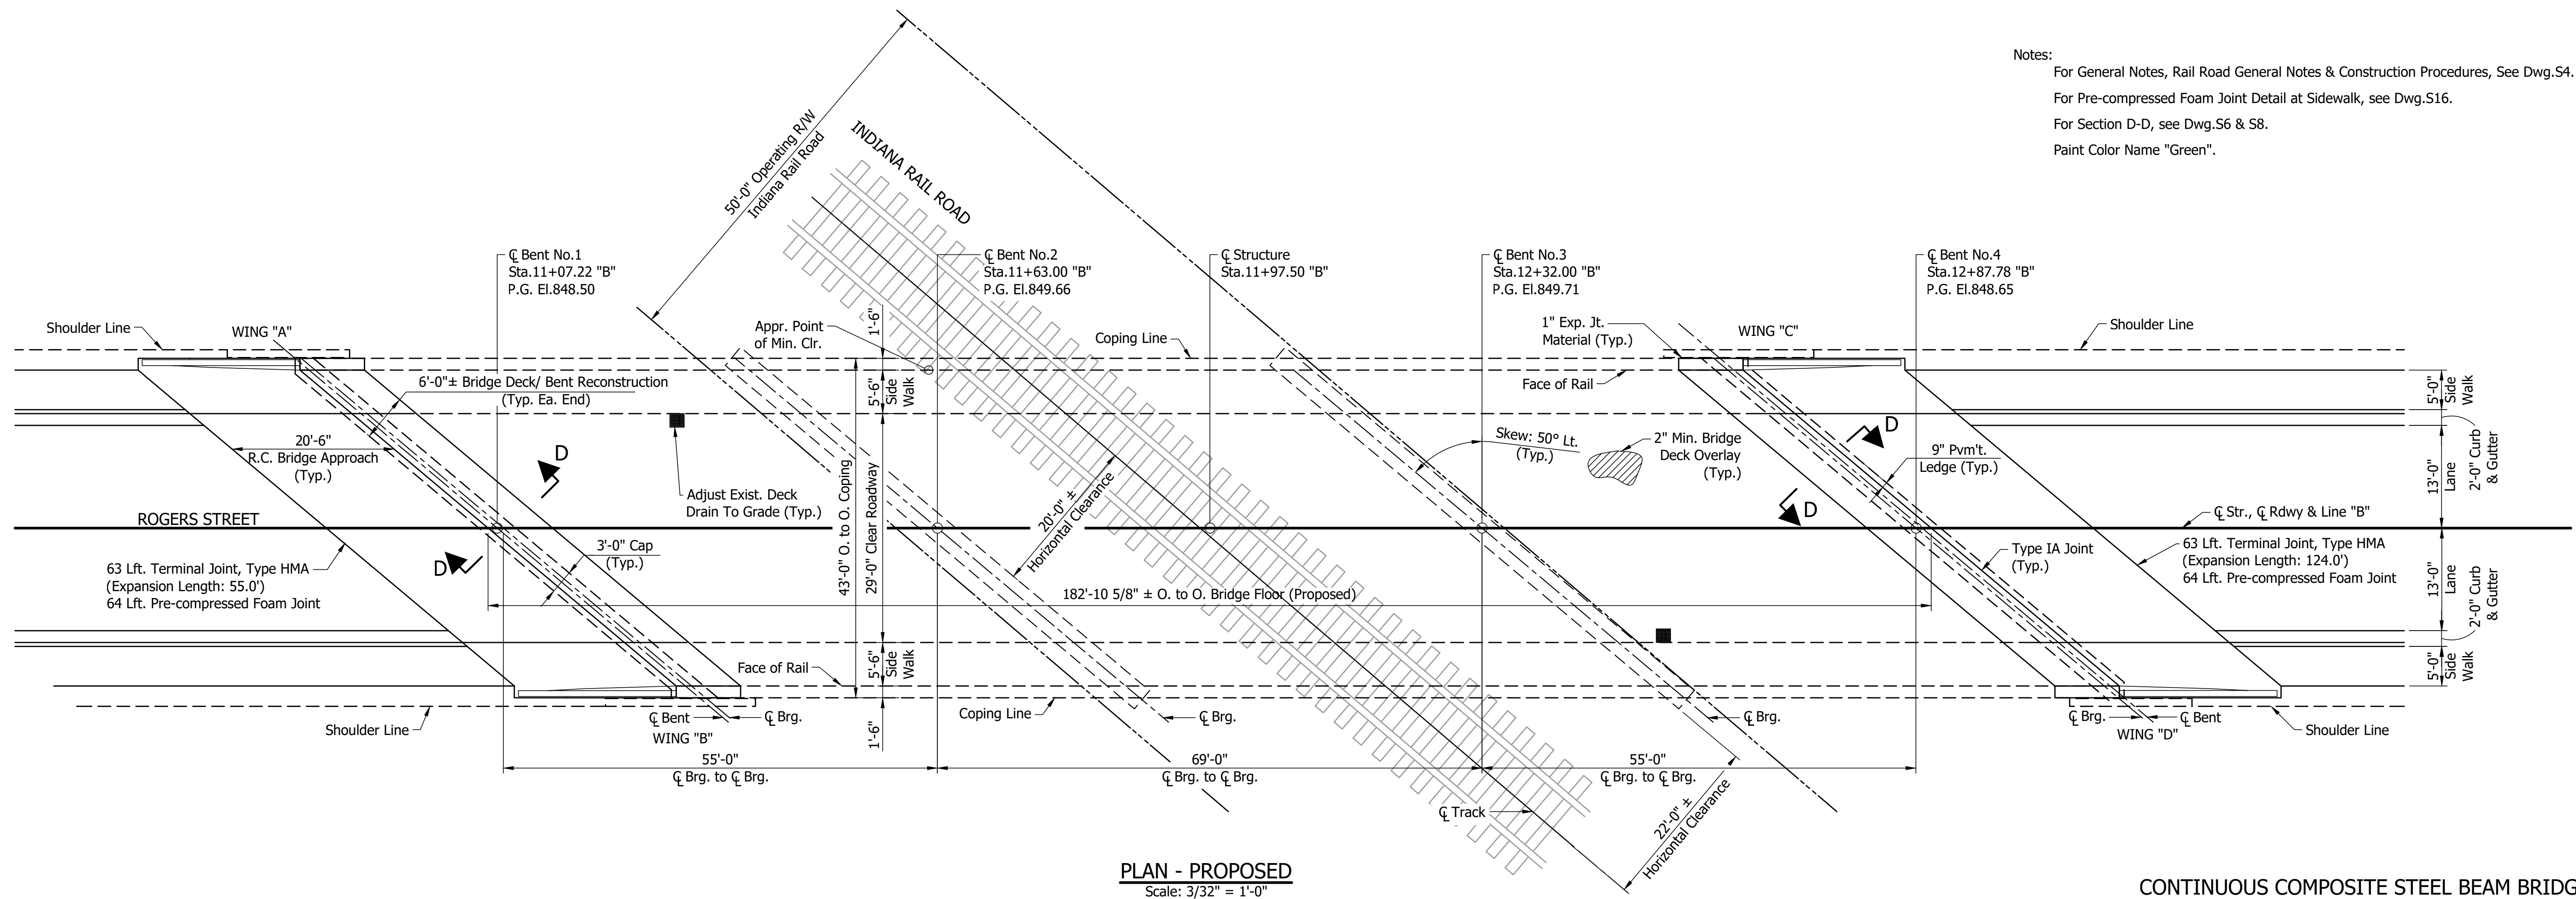 Notes:
For General Notes, Rail Road General Notes & Construction Procedures, See Dwg.S4.
For Pre-compressed Foam Joint Detail at Sidewalk, see Dwg.S16.
For Section D-D, see Dwg.S6 & S8.
Paint Color Name "Green".
50'-0" Operating R/W
Indiana Rail Road
INDIANA RAIL ROAD
℄ Bent No.1
Sta.11+07.22 "B"
P.G. El.848.50
℄ Bent No.2
Sta.11+63.00 "B"
P.G. El.849.66
℄ Structure
Sta.11+97.50 "B"
℄ Bent No.3
Sta.12+32.00 "B"
P.G. El.849.71
℄ Bent No.4
Sta.12+87.78 "B"
P.G. El.848.65
Shoulder Line
WING "A"
Appr. Point
of Min. Clr.
1'-6"
Coping Line
1" Exp. Jt.
Material (Typ.)
WING "C"
Shoulder Line
6'-0"± Bridge Deck/ Bent Reconstruction
(Typ. Ea. End)
5'-6"
Side
Walk
Face of Rail
5'-0"
Side
Walk
20'-6"
R.C. Bridge Approach
(Typ.)
D
Adjust Exist. Deck
Drain To Grade (Typ.)
43'-0" O. to O. Coping
29'-0" Clear Roadway
20'-0" ±
Horizontal Clearance
Skew: 50° Lt.
(Typ.)
2" Min. Bridge
Deck Overlay
(Typ.)
D
9" Pvm't.
Ledge (Typ.)
13'-0"
Lane
2'-0" Curb
& Gutter
ROGERS STREET
D
℄ Str., ℄ Rdwy & Line "B"
D
3'-0" Cap
(Typ.)
63 Lft. Terminal Joint, Type HMA
(Expansion Length: 55.0')
64 Lft. Pre-compressed Foam Joint
182'-10 5/8" ± O. to O. Bridge Floor (Proposed)
Type IA Joint
(Typ.)
63 Lft. Terminal Joint, Type HMA
(Expansion Length: 124.0')
64 Lft. Pre-compressed Foam Joint
13'-0"
Lane
2'-0" Curb
& Gutter
Face of Rail
5'-6"
Side
Walk
5'-0"
Side
Walk
Shoulder Line
℄ Bent
℄ Brg.
WING "B"
1'-6"
Coping Line
℄ Brg.
℄ Brg.
℄ Brg.
℄ Bent
WING "D"
Shoulder Line
55'-0"
℄ Brg. to ℄ Brg.
69'-0"
℄ Brg. to ℄ Brg.
55'-0"
℄ Brg. to ℄ Brg.
℄ Track
22'-0" ±
Horizontal Clearance
PLAN - PROPOSED
Scale: 3/32" = 1'-0"
CONTINUOUS COMPOSITE STEEL BEAM BRIDG